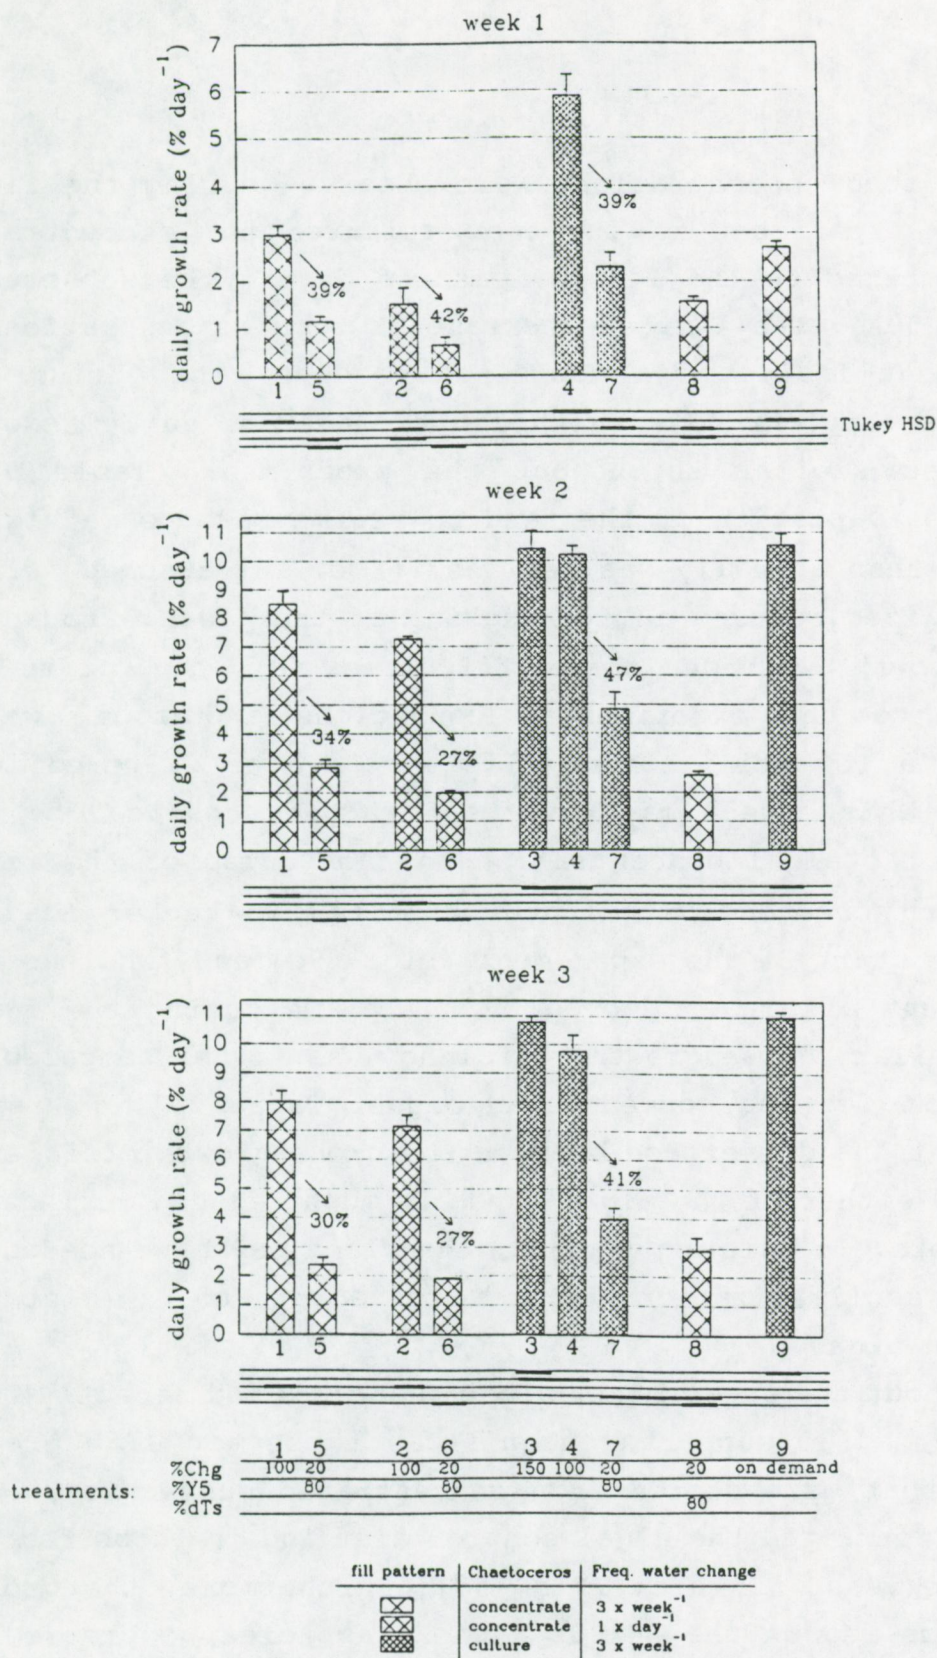 week 1
daily growth rate (% day⁻¹)
7
6
5
4
3
2
1
0
39%
42%
39%
1 5 2 6 4 7 8 9
Tukey HSD
week 2
daily growth rate (% day⁻¹)
11
10
9
8
7
6
5
4
3
2
1
0
34%
27%
47%
1 5 2 6 3 4 7 8 9
week 3
daily growth rate (% day⁻¹)
11
10
9
8
7
6
5
4
3
2
1
0
30%
27%
41%
1 5 2 6 3 4 7 8 9
treatments:
1 5 2 6 3 4 7 8 9
%Chg 100 20 100 20 150 100 20 20 on demand
%Y5 80 80 80
%dTs 80
fill pattern Chaetoceros Freq. water change
concentrate 3 x week⁻¹
concentrate 1 x day⁻¹
culture 3 x week⁻¹